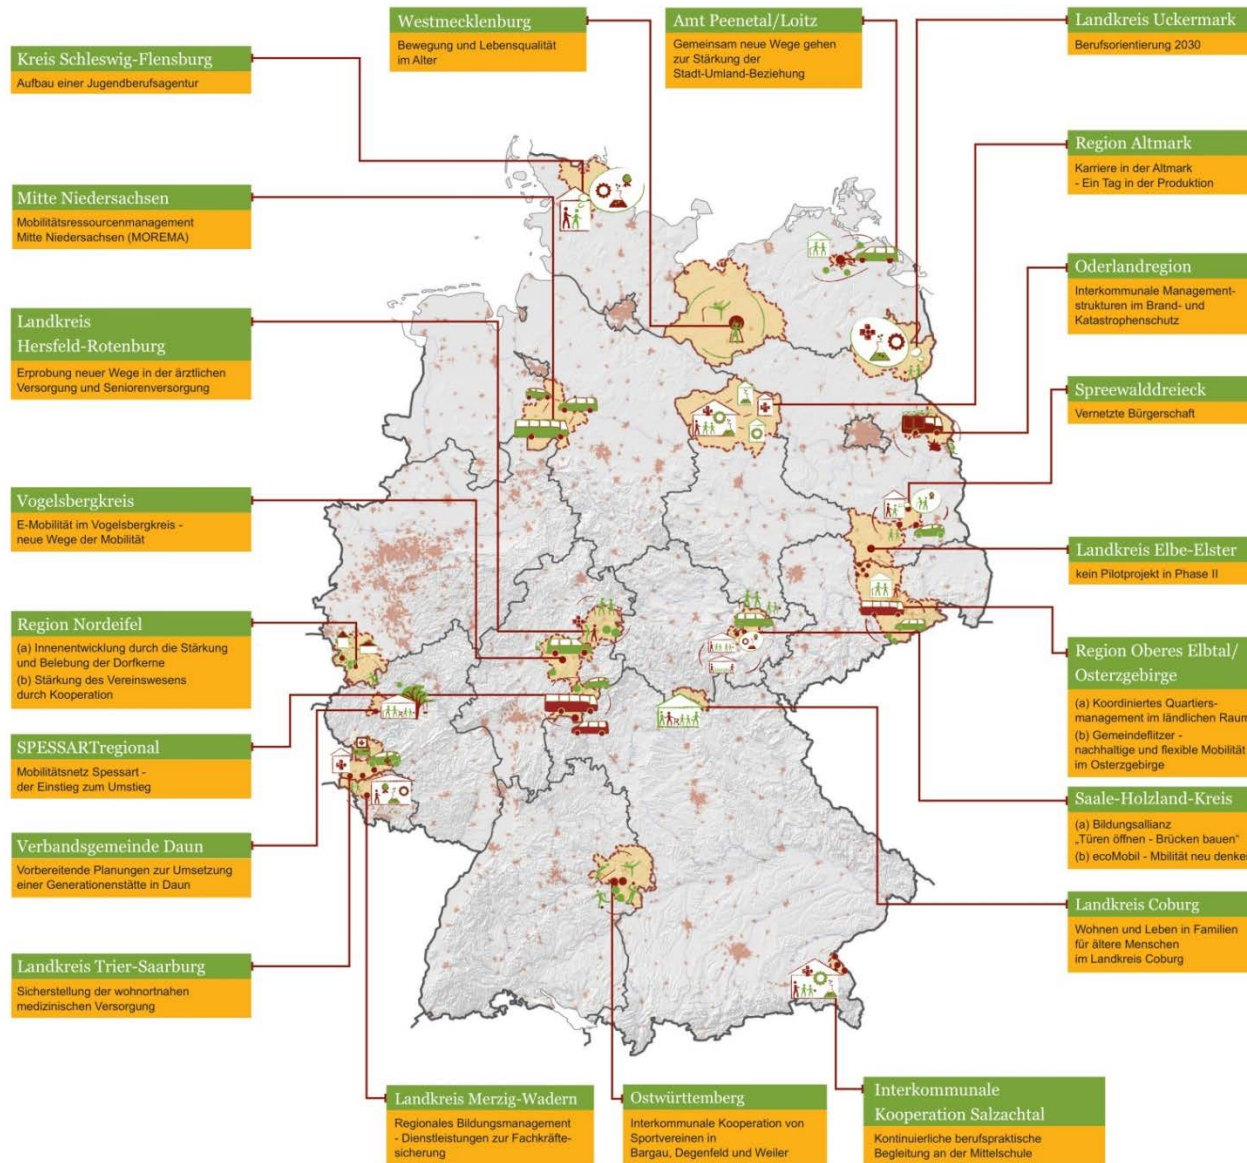 Westmecklenburg
Bewegung und Lebensqualität
im Alter
Amt Peenetal/Loitz
Gemeinsam neue Wege gehen
zur Stärkung der
Stadt-Umland-Beziehung
Landkreis Uckermark
Berufsorientierung 2030
Kreis Schleswig-Flensburg
Aufbau einer Jugendberufsagentur
Region Altmark
Karriere in der Altmark
- Ein Tag in der Produktion
Mitte Niedersachsen
Mobilitätsressourcenmanagement
Mitte Niedersachsen (MOREMA)
Oderlandregion
Interkommunale Management-
strukturen im Brand- und
Katastrophenschutz
Landkreis
Hersfeld-Rotenburg
Erprobung neuer Wege in der ärztlichen
Versorgung und Seniorenversorgung
Spreewalddreieck
Vernetzte Bürgerschaft
Vogelsbergkreis
E-Mobilität im Vogelsbergkreis -
neue Wege der Mobilität
Landkreis Elbe-Elster
kein Pilotprojekt in Phase II
Region Nordeifel
(a) Innenentwicklung durch die Stärkung
und Belebung der Dorfkerne
(b) Stärkung des Vereinswesens
durch Kooperation
Region Oberes Elbtal/
Osterzgebirge
(a) Koordiniertes Quartiers-
management im ländlichen Raum
(b) Gemeindeflitzer -
nachhaltige und flexible Mobilität
im Osterzgebirge
SPESSARTregional
Mobilitätsnetz Spessart -
der Einstieg zum Umstieg
Saale-Holzland-Kreis
(a) Bildungsallianz
„Türen öffnen - Brücken bauen“
(b) ecoMobil - Mbilität neu denken
Verbandsgemeinde Daun
Vorbereitende Planungen zur Umsetzung
einer Generationenstätte in Daun
Landkreis Coburg
Wohnen und Leben in Familien
für ältere Menschen
im Landkreis Coburg
Landkreis Trier-Saarburg
Sicherstellung der wohnortnahen
medizinischen Versorgung
Landkreis Merzig-Wadern
Regionales Bildungsmanagement
- Dienstleistungen zur Fachkräfte-
sicherung
Ostwürttemberg
Interkommunale Kooperation von
Sportvereinen in
Bargau, Degenfeld und Weiler
Interkommunale
Kooperation Salzachtal
Kontinuierliche berufspraktische
Begleitung an der Mittelschule